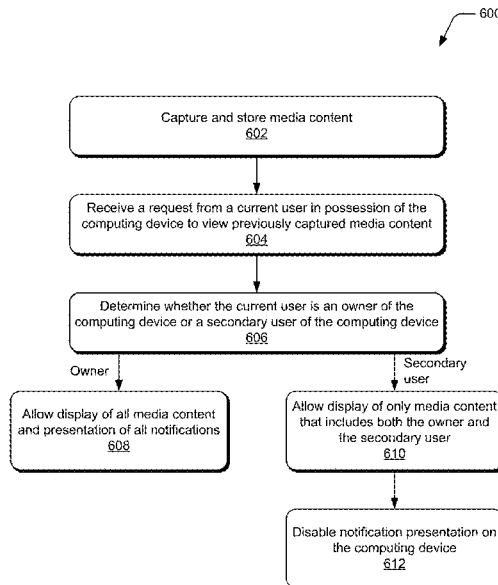 600
Capture and store media content
602
Receive a request from a current user in possession of the
computing device to view previously captured media content
604
Determine whether the current user is an owner of the
computing device or a secondary user of the computing device
606
Owner
Secondary
user
Allow display of all media content
and presentation of all notifications
608
Allow display of only media content
that includes both the owner and
the secondary user
610
Disable notification presentation on
the computing device
612